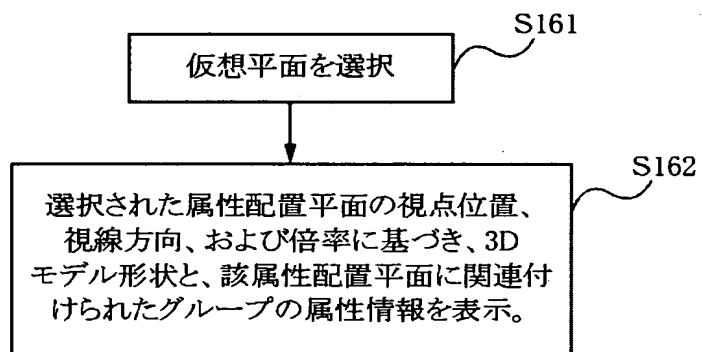 S161
仮想平面を選択
S162
選択された属性配置平面の視点位置、
視線方向、および倍率に基づき、3D
モデル形状と、該属性配置平面に関連付
けられたグループの属性情報を表示。